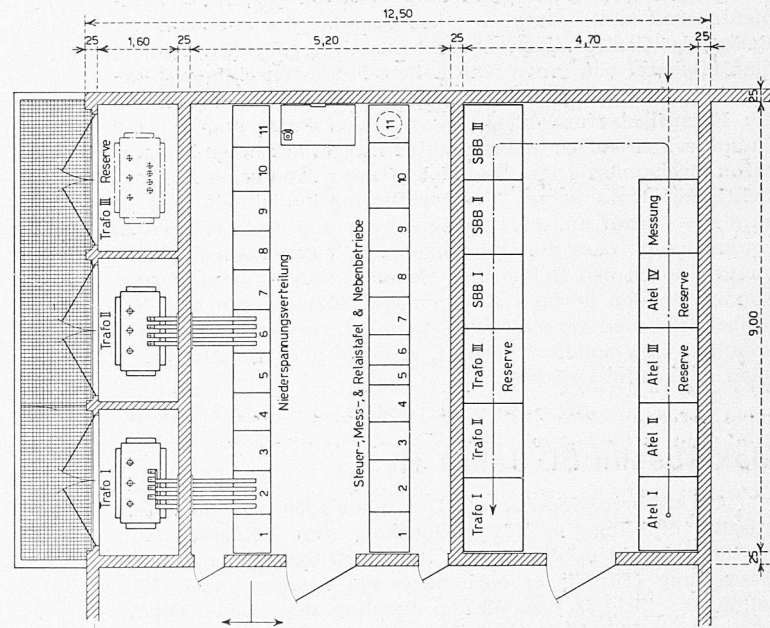 12,50
25
1,60
25
5,20
25
4,70
25
25
9,00
25
Trafo III Reserve
Trafo II
Trafo I
11
10
9
8
7
6
5
4
3
2
1
Niederspannungsverteilung
Steuer-, Mess-, & Relaistafel & Nebenbetriebe
11
10
9
8
7
6
5
4
3
2
1
SBB III
SBB II
SBB I
Trafo III
Reserve
Trafo II
Trafo I
Messung
Atel IV
Reserve
Atel III
Reserve
Atel II
Atel I